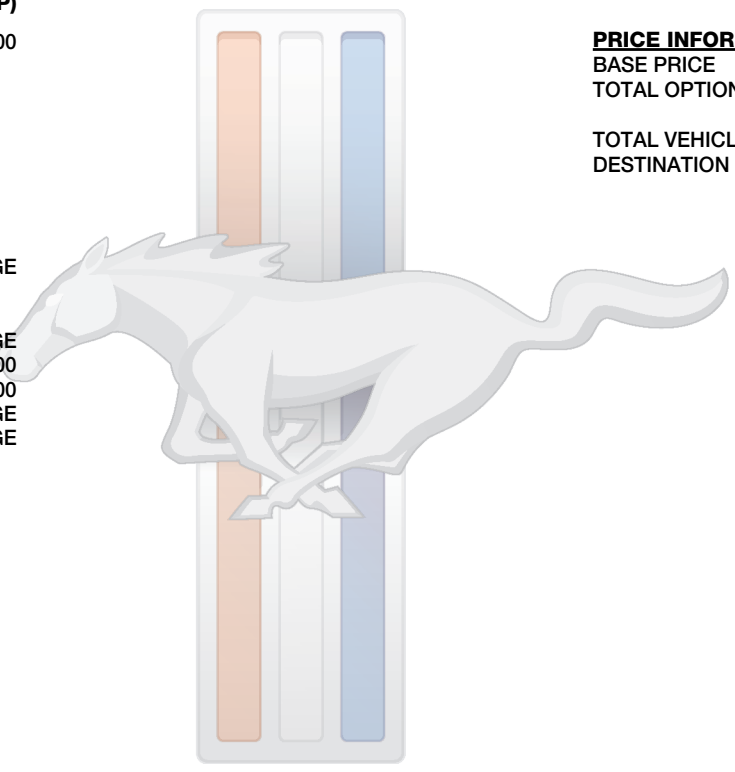 P)
00
GE
GE
00
00
GE
GE
PRICE INFOR
BASE PRICE
TOTAL OPTION
TOTAL VEHICL
DESTINATION